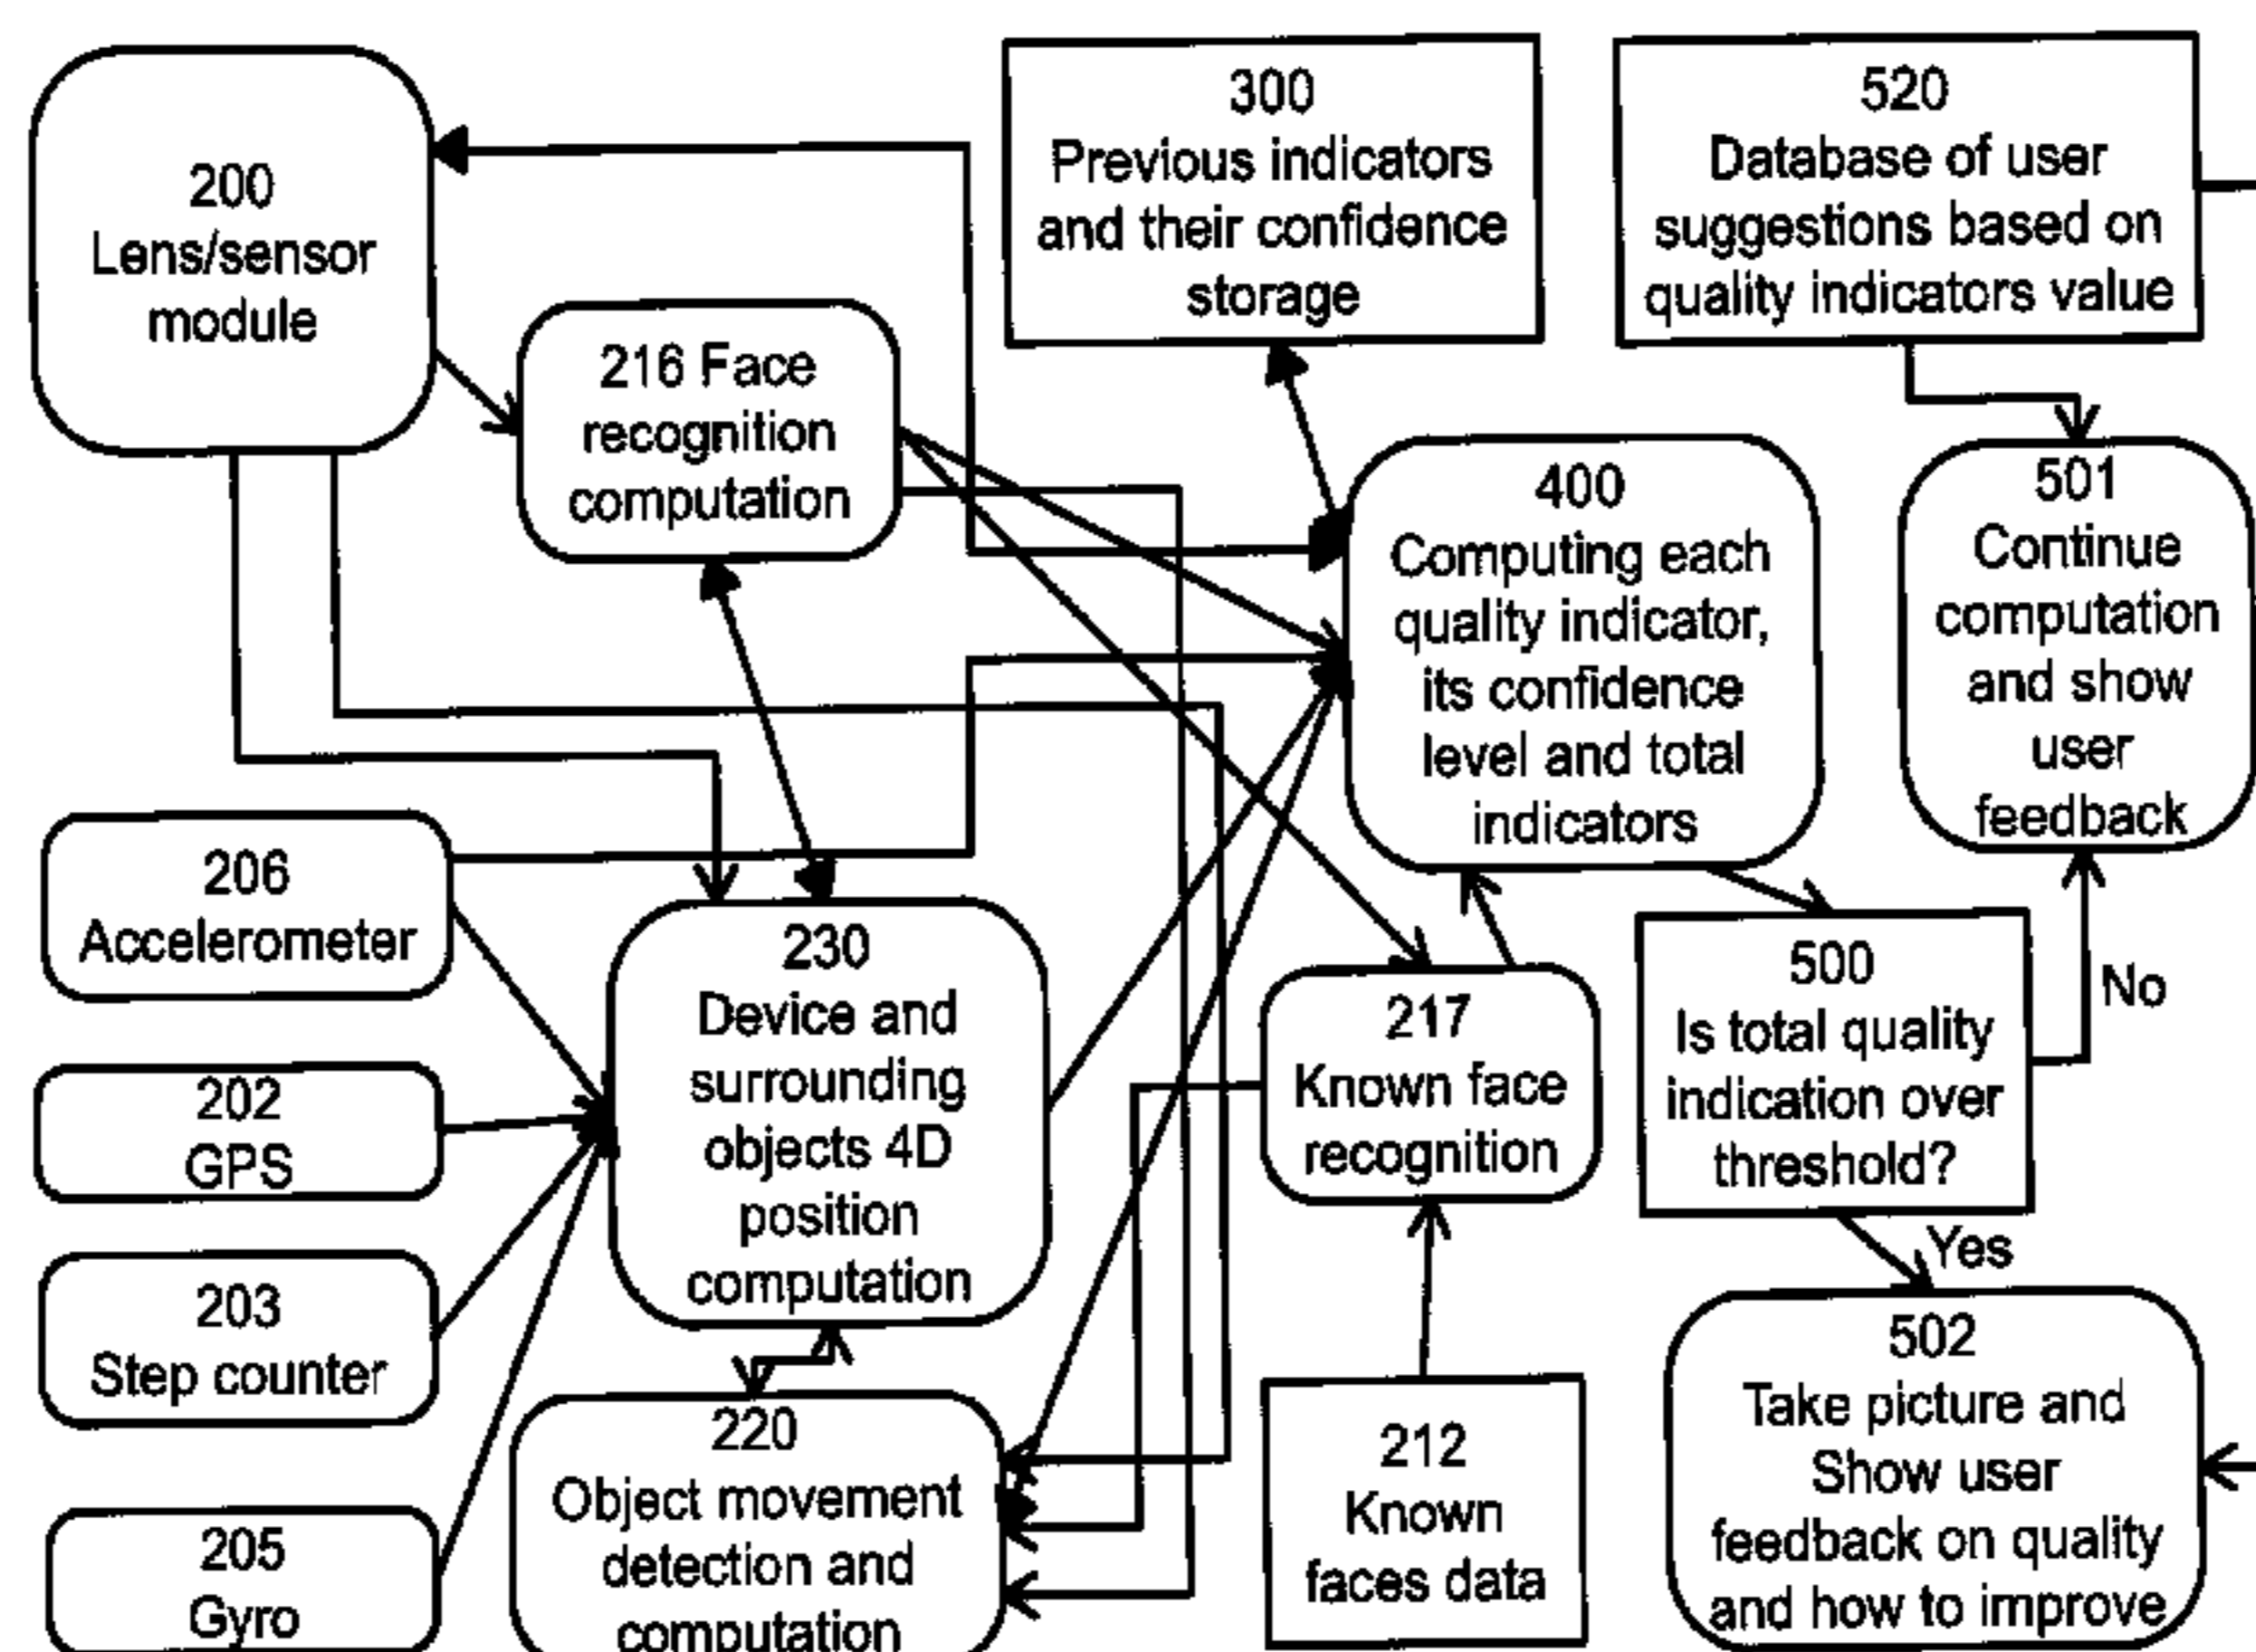 200
Lens/sensor
module
216 Face
recognition
computation
300
Previous indicators
and their confidence
storage
520
Database of user
suggestions based on
quality indicators value
400
Computing each
quality indicator,
its confidence
level and total
indicators
501
Continue
computation
and show
user
feedback
206
Accelerometer
202
GPS
203
Step counter
205
Gyro
230
Device and
surrounding
objects 4D
position
computation
220
Object movement
detection and
computation
217
Known face
recognition
212
Known
faces data
500
Is total quality
indication over
threshold?
No
Yes
502
Take picture and
Show user
feedback on quality
and how to improve